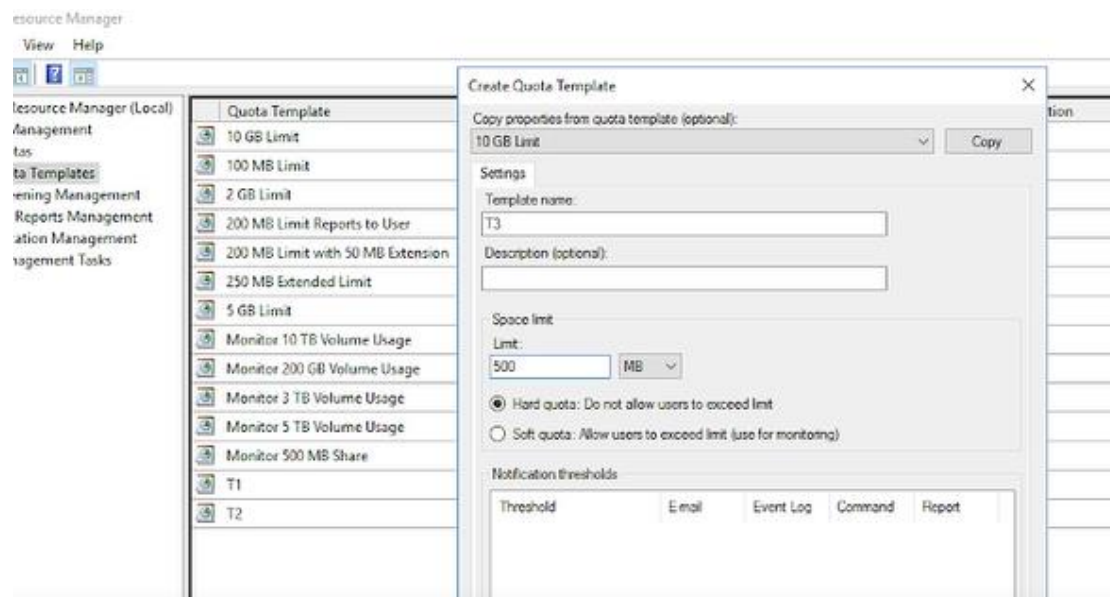 esource Manager
View Help
Resource Manager (Local)
Management
tas
ta Templates
ening Management
Reports Management
ation Management
nagement Tasks
Quota Template
10 GB Limit
100 MB Limit
2 GB Limit
200 MB Limit Reports to User
200 MB Limit with 50 MB Extension
250 MB Extended Limit
5 GB Limit
Monitor 10 TB Volume Usage
Monitor 200 GB Volume Usage
Monitor 3 TB Volume Usage
Monitor 5 TB Volume Usage
Monitor 500 MB Share
T1
T2
Create Quota Template
Copy properties from quota template (optional):
10 GB Limit Copy
Settings
Template name:
T3
Description (optional):
Space limit
Limit:
500 MB
Hard quota: Do not allow users to exceed limit
Soft quota: Allow users to exceed limit (use for monitoring)
Notification thresholds
Threshold Email Event Log Command Report
tion